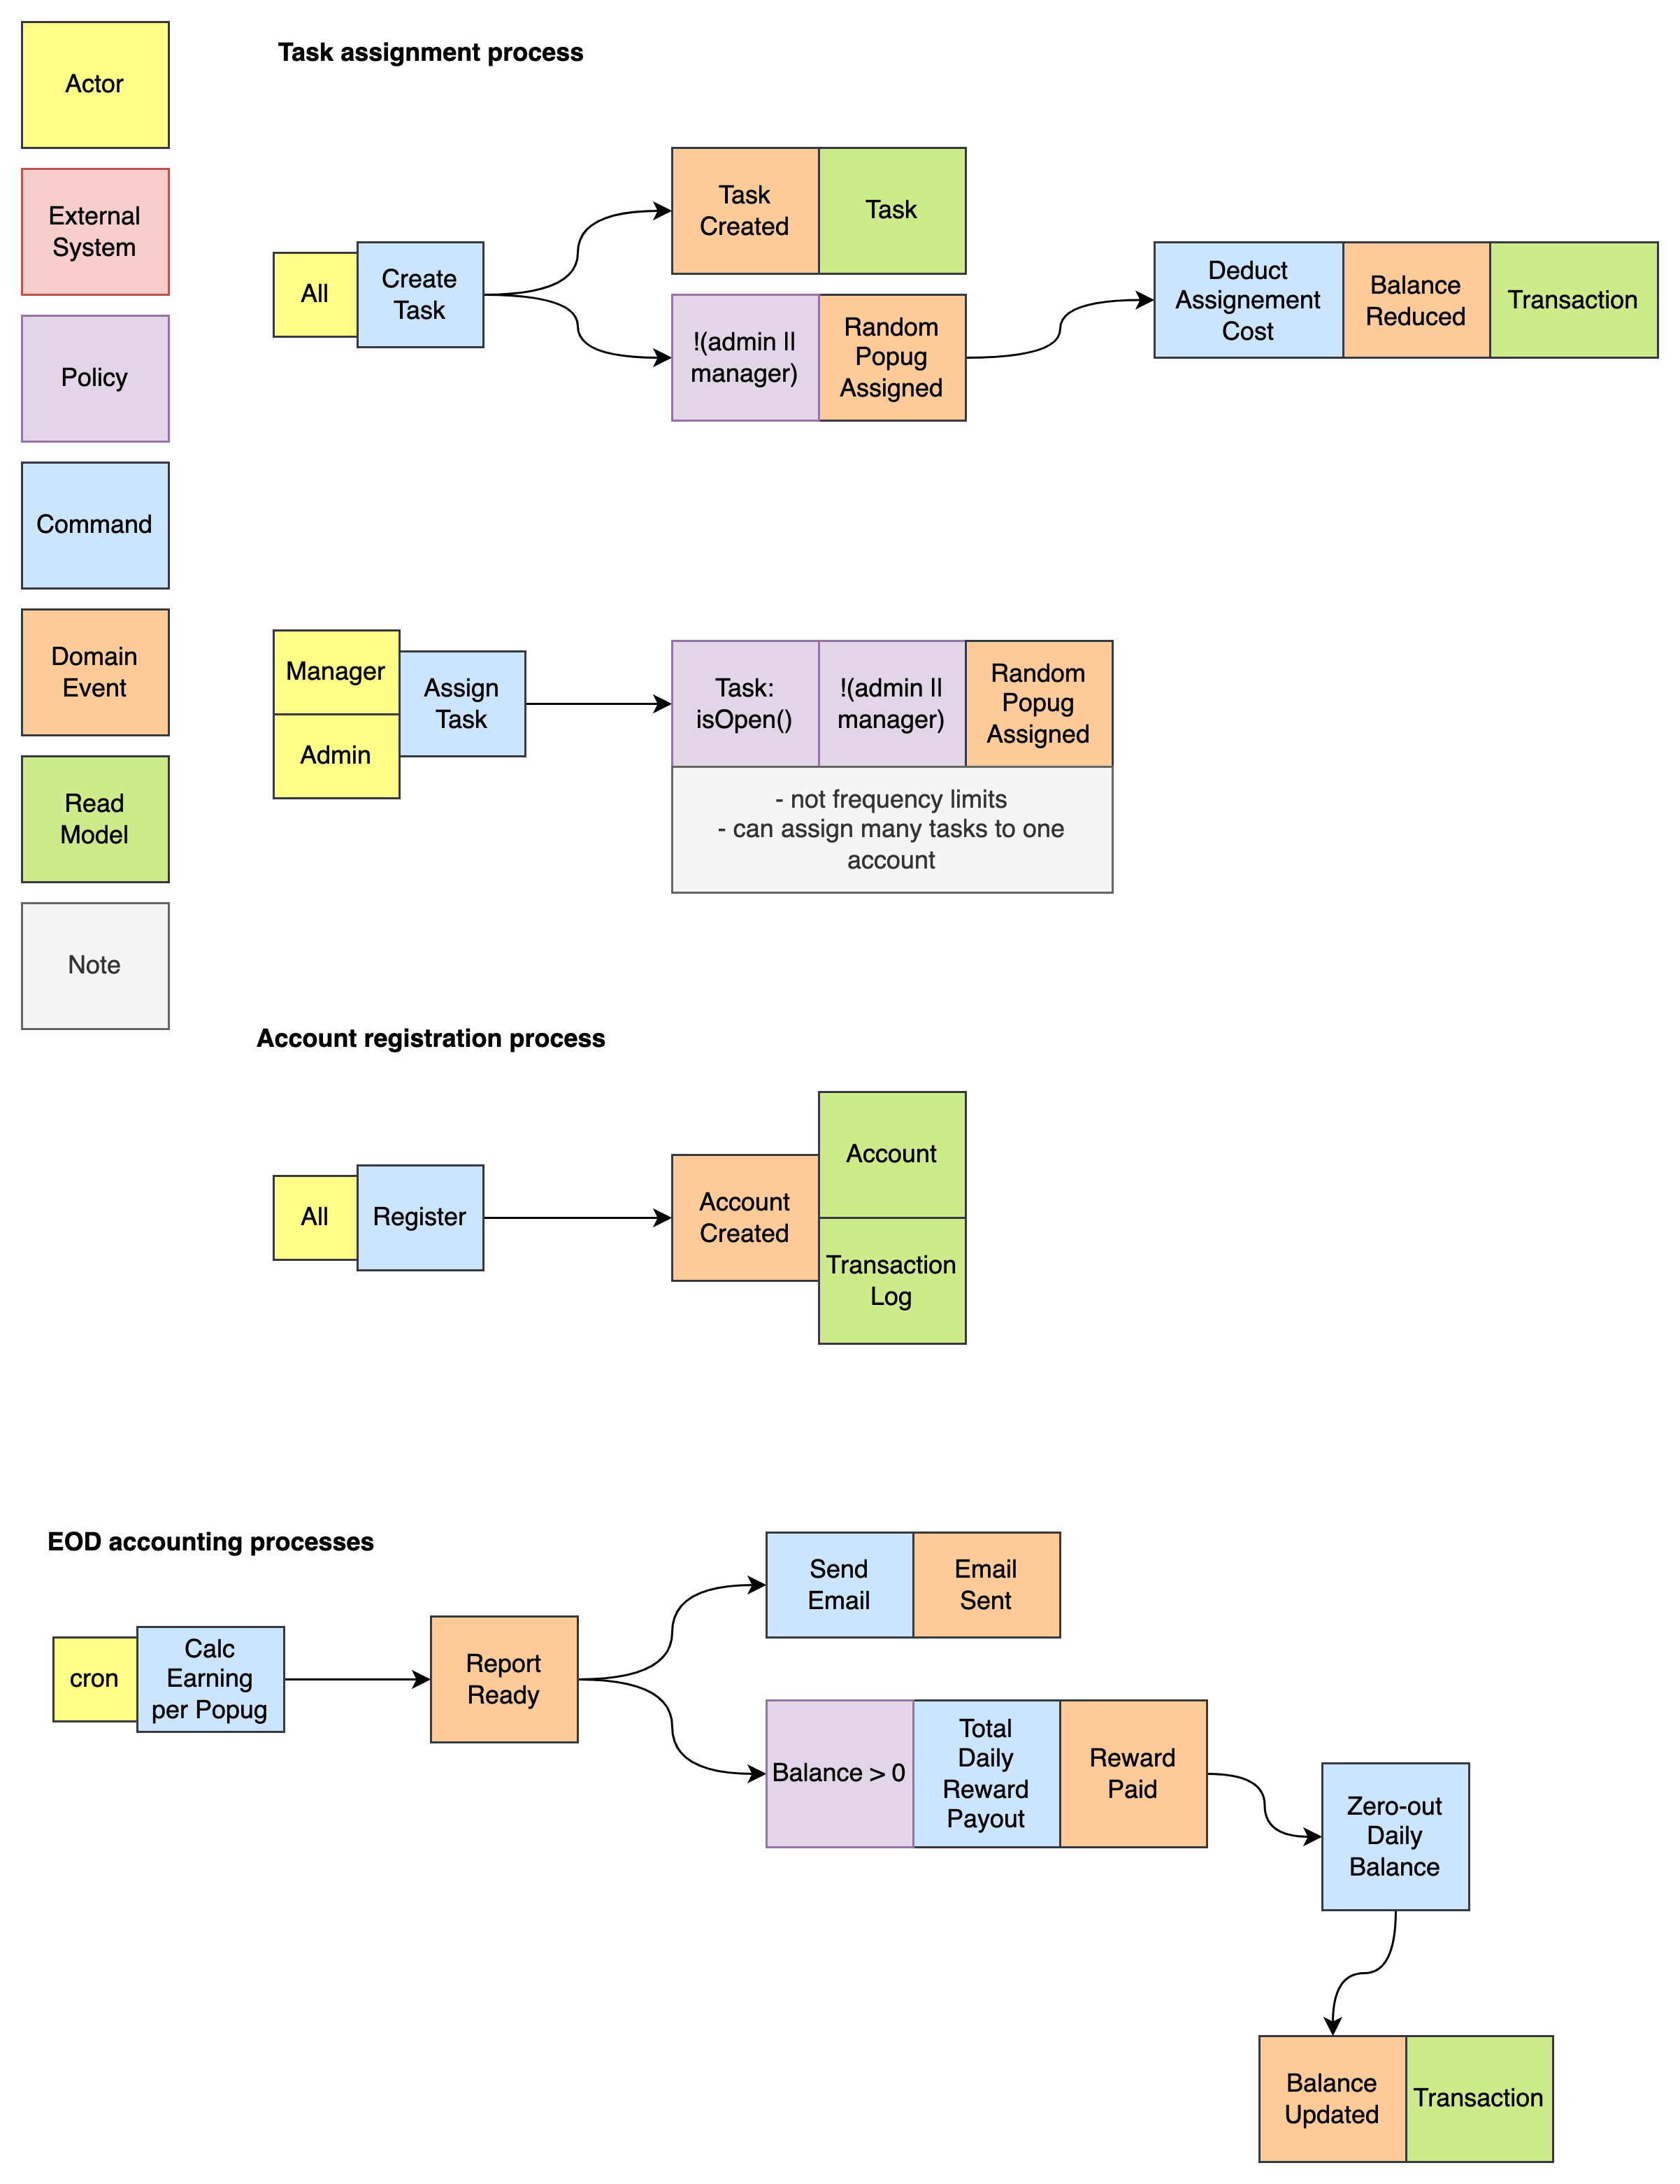 Actor
External
System
Policy
Command
Domain
Event
Read
Model
Note
Task assignment process
All
Create
Task
Task
Created
Task
!(admin ||
manager)
Random
Popug
Assigned
Deduct
Assignement
Cost
Balance
Reduced
Transaction
Manager
Admin
Assign
Task
Task:
isOpen()
!(admin ||
manager)
Random
Popug
Assigned
- not frequency limits
- can assign many tasks to one
account
Account registration process
All
Register
Account
Created
Account
Transaction
Log
EOD accounting processes
cron
Calc
Earning
per Popug
Report
Ready
Send
Email
Email
Sent
Balance > 0
Total
Daily
Reward
Payout
Reward
Paid
Zero-out
Daily
Balance
Balance
Updated
Transaction